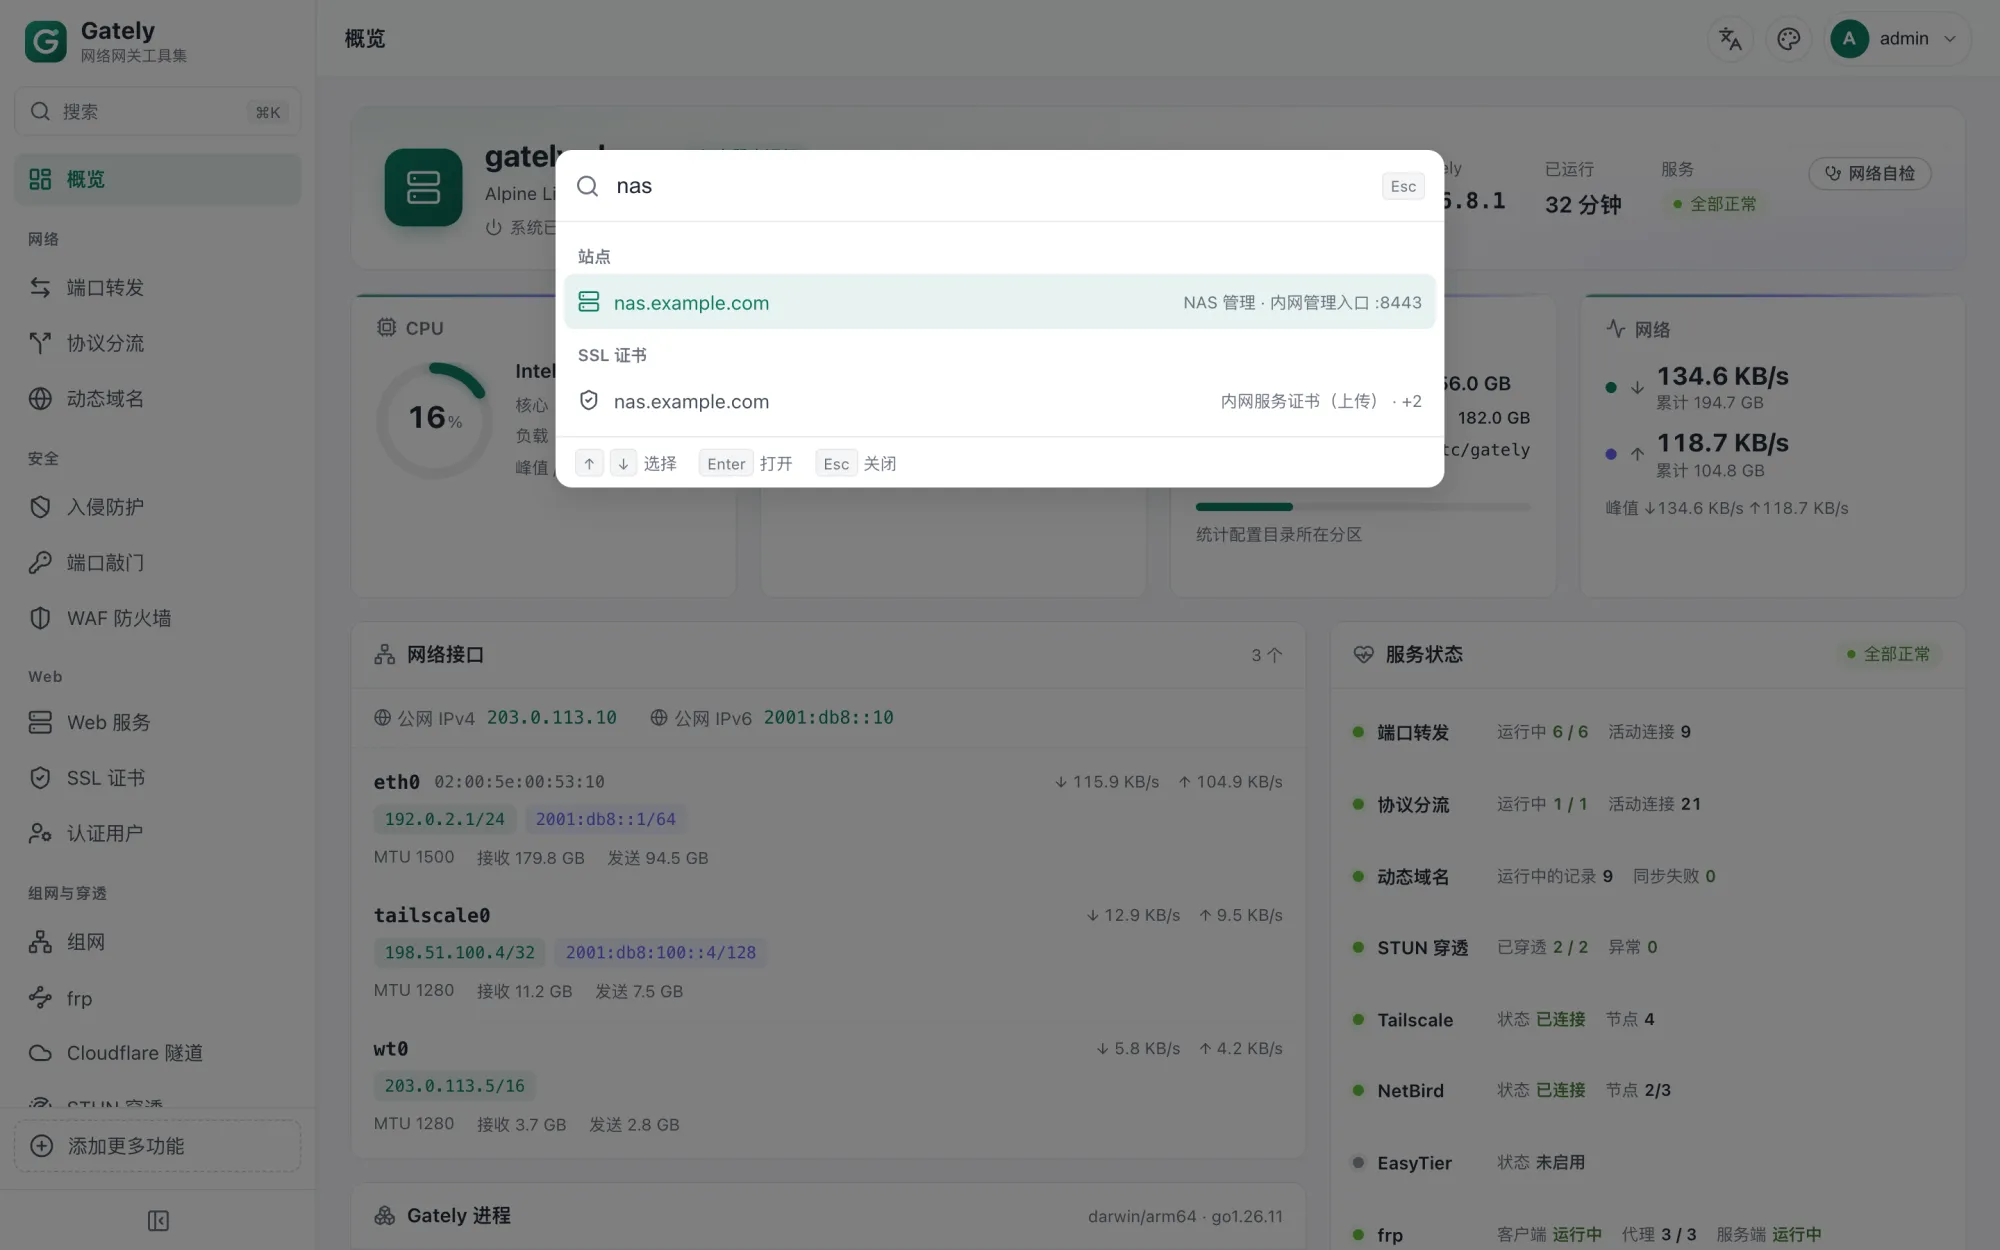 Gately
网络网关工具集
搜索
⌘K
概览
网络
端口转发
协议分流
动态域名
安全
入侵防护
端口敲门
WAF 防火墙
Web
Web 服务
SSL 证书
认证用户
组网与穿透
组网
frp
Cloudflare 隧道
STUN 穿透
添加更多功能
概览
A
admin
Alpine Li
已运行
32 分钟
服务
全部正常
网络自检
nas
Esc
站点
nas.example.com
NAS 管理 · 内网管理入口 :8443
SSL 证书
nas.example.com
内网服务证书（上传） · +2
↑ ↓ 选择 Enter 打开 Esc 关闭
CPU
16%
Intel
核心
负载
峰值
182.0 GB
统计配置目录所在分区
网络
↓ 134.6 KB/s
累计 194.7 GB
↑ 118.7 KB/s
累计 104.8 GB
峰值 ↓134.6 KB/s ↑118.7 KB/s
网络接口
3 个
公网 IPv4 203.0.113.10 公网 IPv6 2001:db8::10
eth0 02:00:5e:00:53:10 ↓ 115.9 KB/s ↑ 104.9 KB/s
192.0.2.1/24 2001:db8::1/64
MTU 1500 接收 179.8 GB 发送 94.5 GB
tailscale0 ↓ 12.9 KB/s ↑ 9.5 KB/s
198.51.100.4/32 2001:db8:100::4/128
MTU 1280 接收 11.2 GB 发送 7.5 GB
wt0 ↓ 5.8 KB/s ↑ 4.2 KB/s
203.0.113.5/16
MTU 1280 接收 3.7 GB 发送 2.8 GB
Gately 进程
darwin/arm64 · go1.26.11
服务状态
全部正常
端口转发 运行中 6 / 6 活动连接 9
协议分流 运行中 1 / 1 活动连接 21
动态域名 运行中的记录 9 同步失败 0
STUN 穿透 已穿透 2 / 2 异常 0
Tailscale 状态 已连接 节点 4
NetBird 状态 已连接 节点 2/3
EasyTier 状态 未启用
frp 客户端 运行中 代理 3 / 3 服务端 运行中